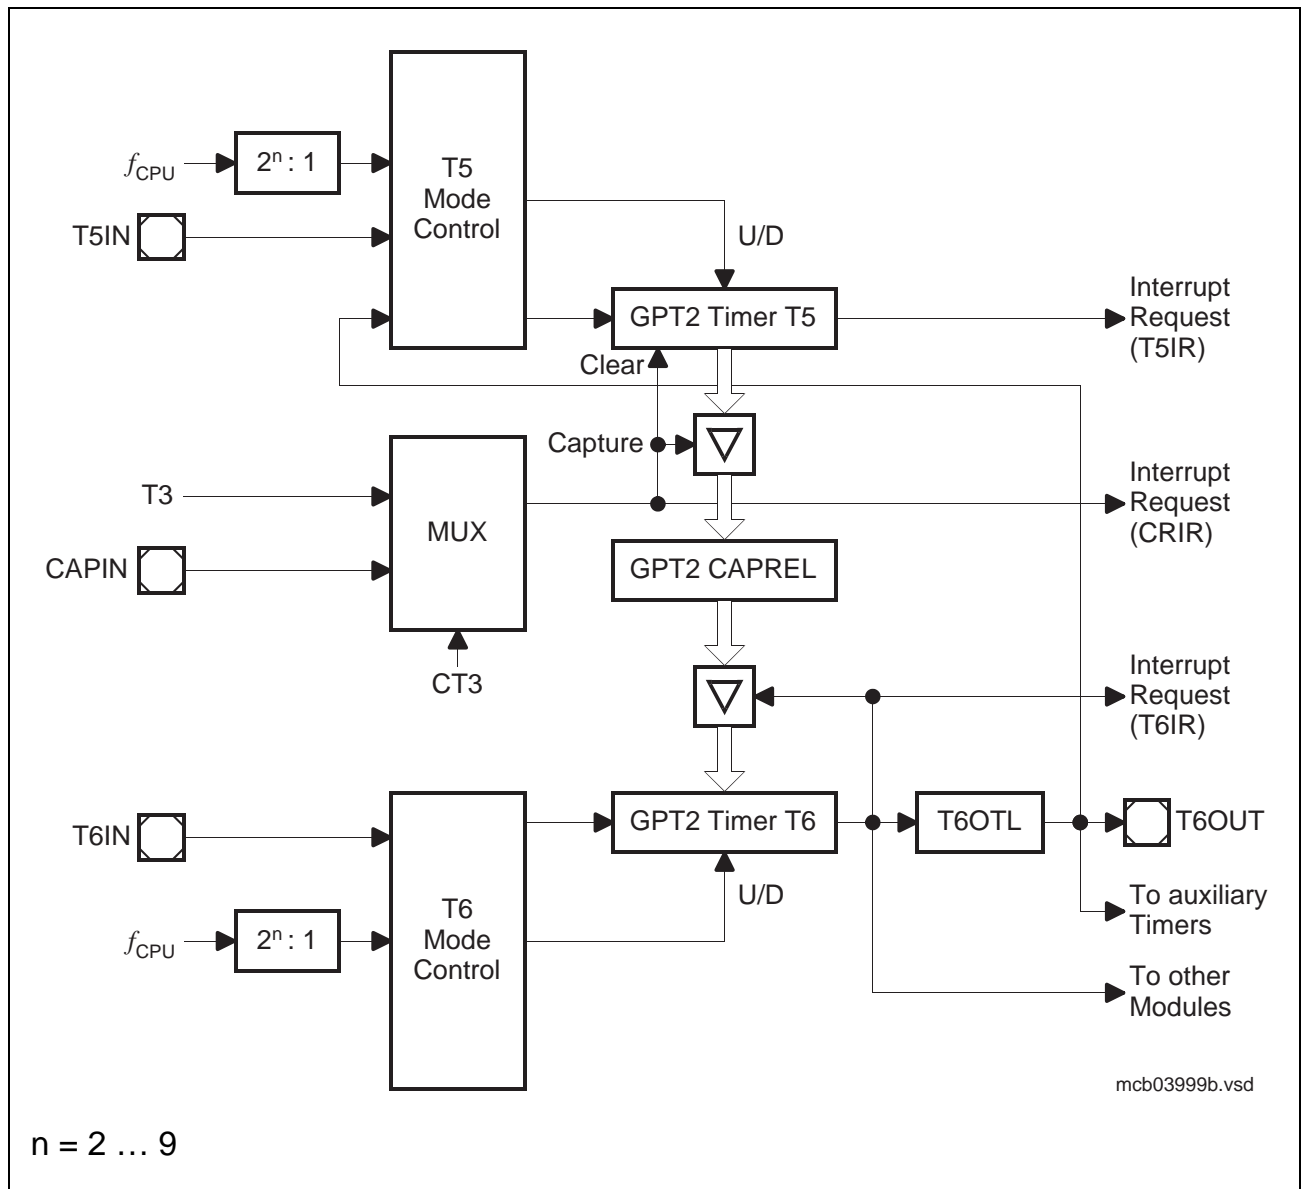 fCPU
2ⁿ : 1
T5IN
T5
Mode
Control
U/D
GPT2 Timer T5
Interrupt
Request
(T5IR)
Clear
Capture
T3
CAPIN
MUX
CT3
Interrupt
Request
(CRIR)
GPT2 CAPREL
Interrupt
Request
(T6IR)
T6IN
fCPU
2ⁿ : 1
T6
Mode
Control
GPT2 Timer T6
U/D
T6OTL
T6OUT
To auxiliary
Timers
To other
Modules
mcb03999b.vsd
n = 2 … 9